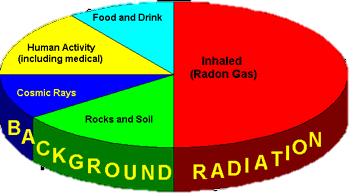 Food and Drink
Human Activity
(including medical)
Inhaled
(Radon Gas)
Cosmic Rays
Rocks and Soil
BACKGROUND RADIATION